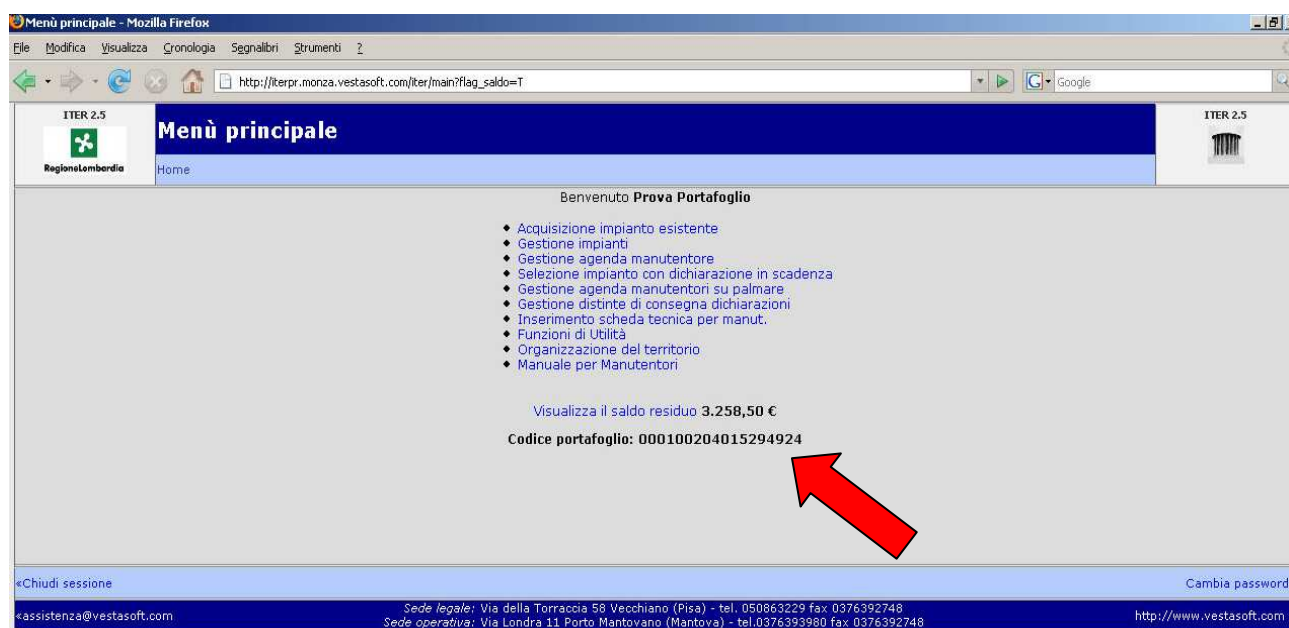 Menù principale - Mozilla Firefox
File Modifica Visualizza Cronologia Segnalibri Strumenti ?
http://iterpr.monza.vestasoft.com/iter/main?flag_saldo=T
G Google
ITER 2.5
Menù principale
ITER 2.5
RegioneLombardia
Home
Benvenuto Prova Portafoglio
Acquisizione impianto esistente
Gestione impianti
Gestione agenda manutentore
Selezione impianto con dichiarazione in scadenza
Gestione agenda manutentori su palmare
Gestione distinte di consegna dichiarazioni
Inserimento scheda tecnica per manut.
Funzioni di Utilità
Organizzazione del territorio
Manuale per Manutentori
Visualizza il saldo residuo 3.258,50 €
Codice portafoglio: 000100204015294924
«Chiudi sessione
Cambia password
«assistenza@vestasoft.com
Sede legale: Via della Torraccia 58 Vecchiano (Pisa) - tel. 050863229 fax 0376392748
Sede operativa: Via Londra 11 Porto Mantovano (Mantova) - tel.0376393980 fax 0376392748
http://www.vestasoft.com